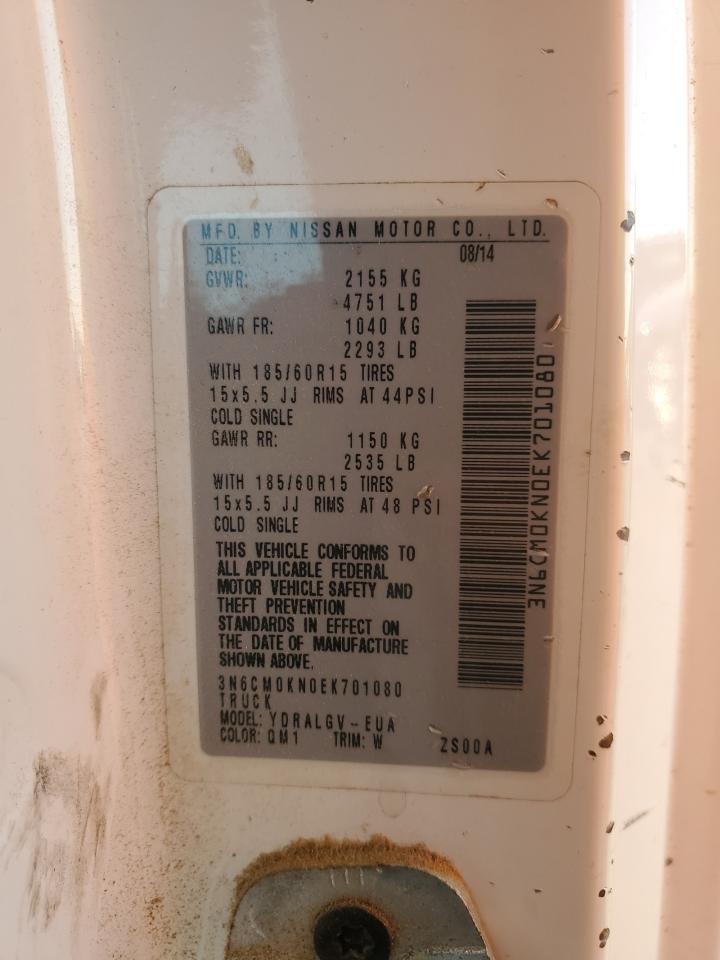 MFD. BY NISSAN MOTOR CO., LTD.
DATE: 08/14
GVWR: 2155 KG
4751 LB
GAWR FR: 1040 KG
2293 LB
WITH 185/60R15 TIRES
15x5.5 JJ RIMS AT 44PSI
COLD SINGLE
GAWR RR: 1150 KG
2535 LB
WITH 185/60R15 TIRES
15x5.5 JJ RIMS AT 48 PSI
COLD SINGLE
THIS VEHICLE CONFORMS TO
ALL APPLICABLE FEDERAL
MOTOR VEHICLE SAFETY AND
THEFT PREVENTION
STANDARDS IN EFFECT ON
THE DATE OF MANUFACTURE
SHOWN ABOVE.
3N6CM0KN0EK701080
TRUCK
MODEL: YDRALGV-EUA
COLOR: QM1 TRIM: W ZS00A
3N6CM0KN0EK701080